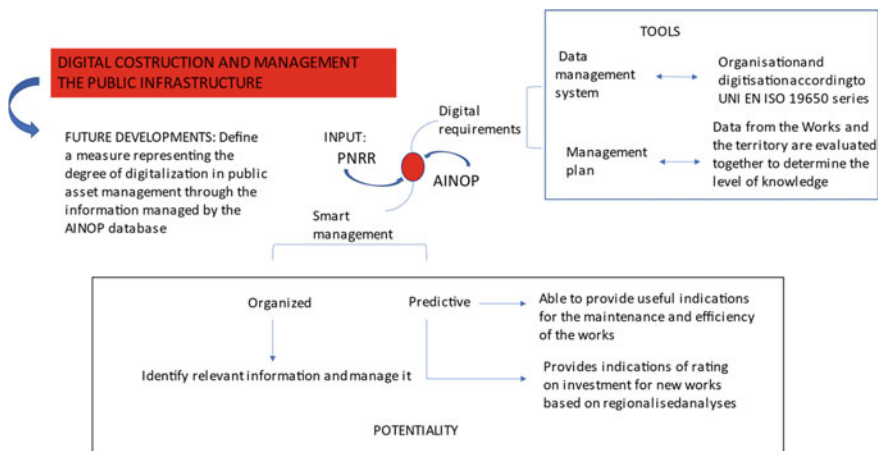 DIGITAL COSTRUCTION AND MANAGEMENT
THE PUBLIC INFRASTRUCTURE
FUTURE DEVELOPMENTS: Define
a measure representing the
degree of digitalization in public
asset management through the
information managed by the
AINOP database
INPUT:
PNRR
Digital
requirements
AINOP
Smart
management
TOOLS
Data
management
system
Organisationand
digitisationaccordingto
UNI EN ISO 19650 series
Management
plan
Data from the Works and
the territory are evaluated
together to determine the
level of knowledge
Organized
Predictive
Able to provide useful indications
for the maintenance and efficiency
of the works
Identify relevant information and manage it
Provides indications of rating
on investment for new works
based on regionalisedanalyses
POTENTIALITY